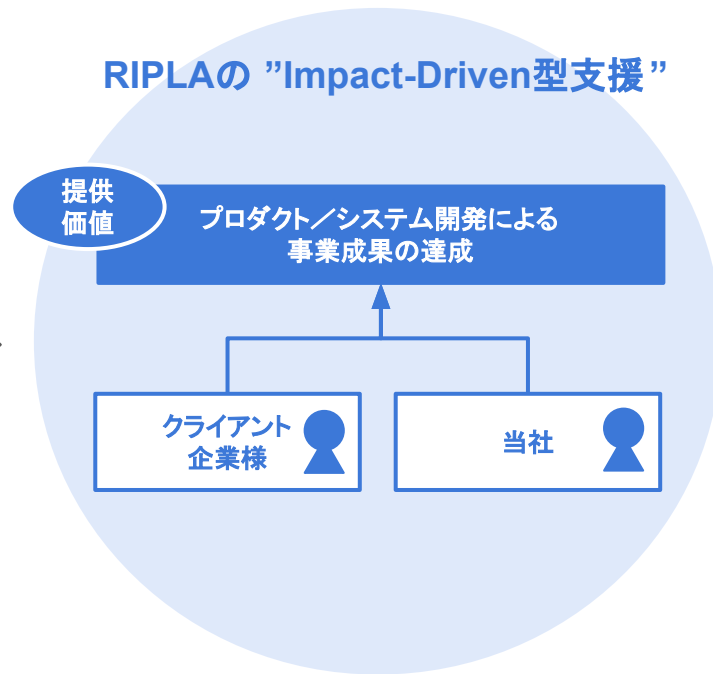 RIPLAの ”Impact-Driven型支援”
提供
価値
プロダクト／システム開発による
事業成果の達成
クライアント
企業様
当社